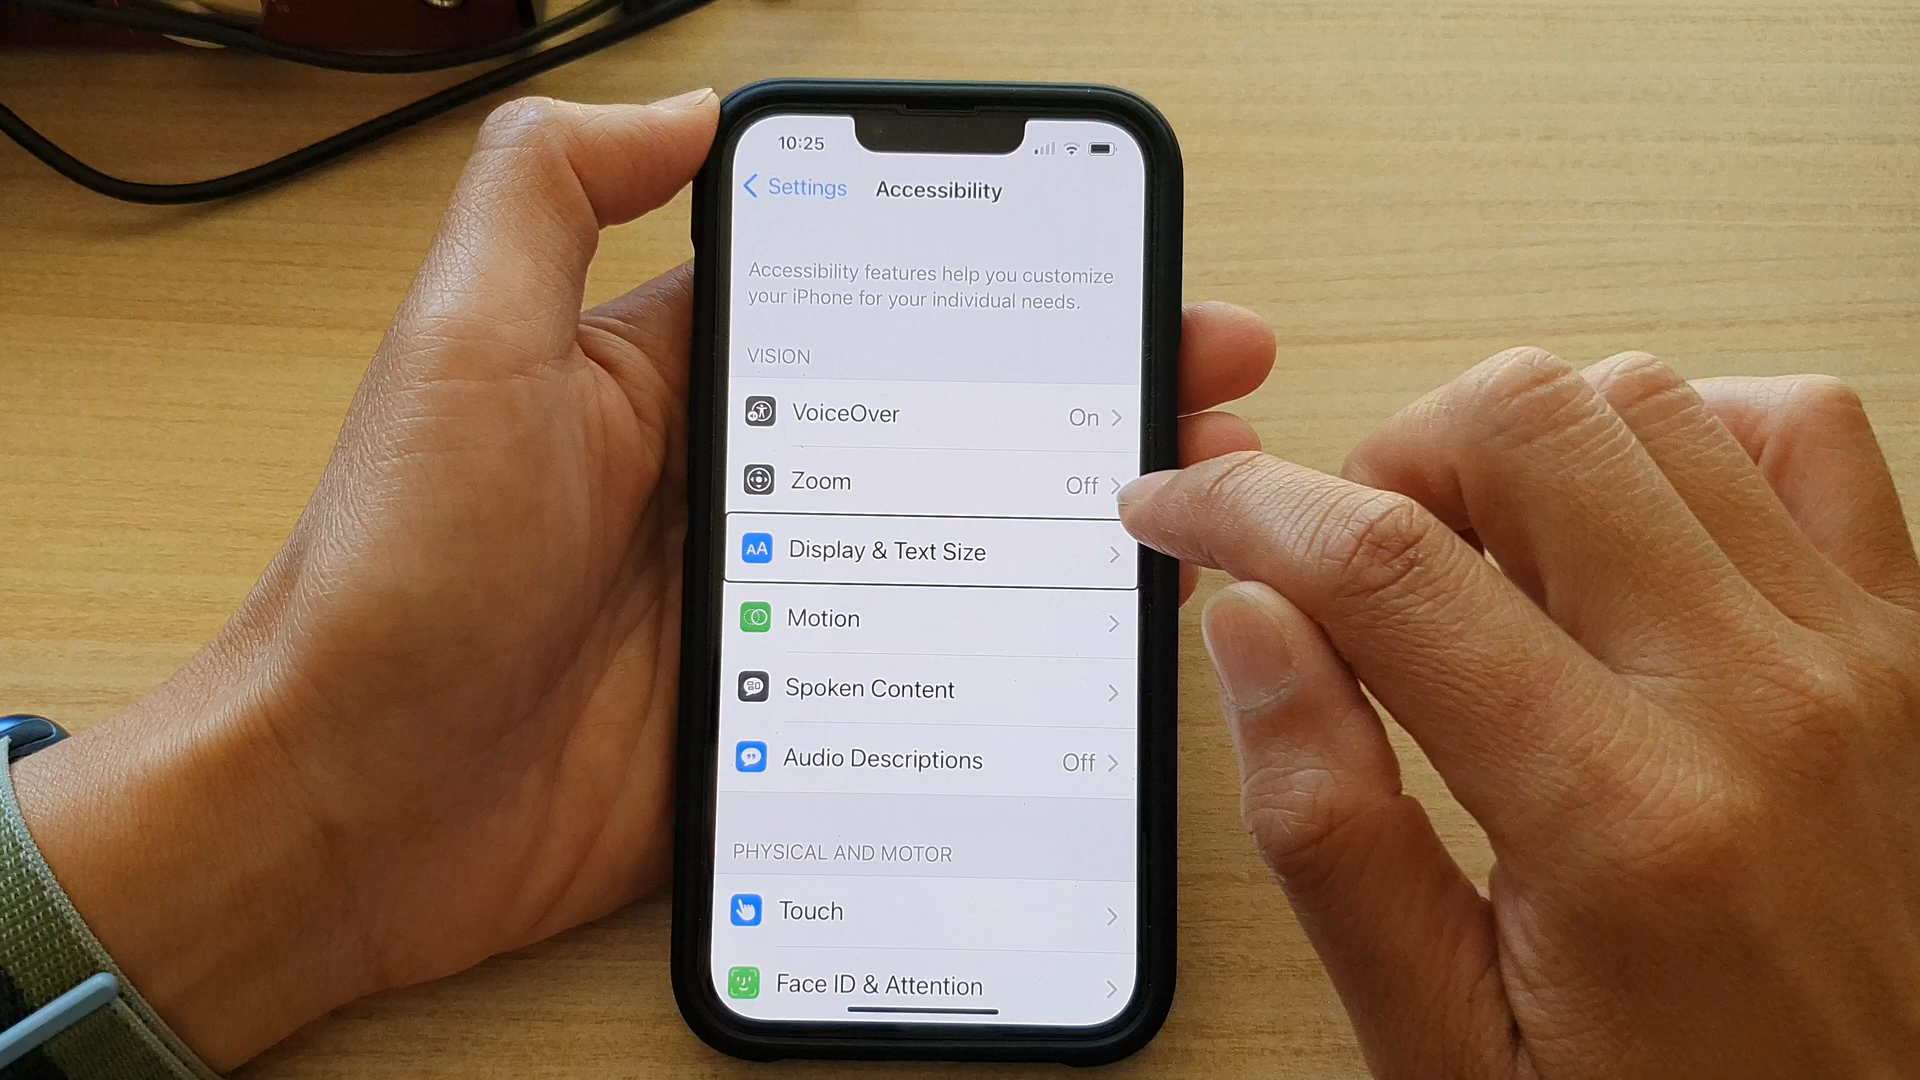 10:25
Settings Accessibility
Accessibility features help you customize
your iPhone for your individual needs.
VISION
VoiceOver On
Zoom Off
AA Display & Text Size
Motion
Spoken Content
Audio Descriptions Off
PHYSICAL AND MOTOR
Touch
Face ID & Attention